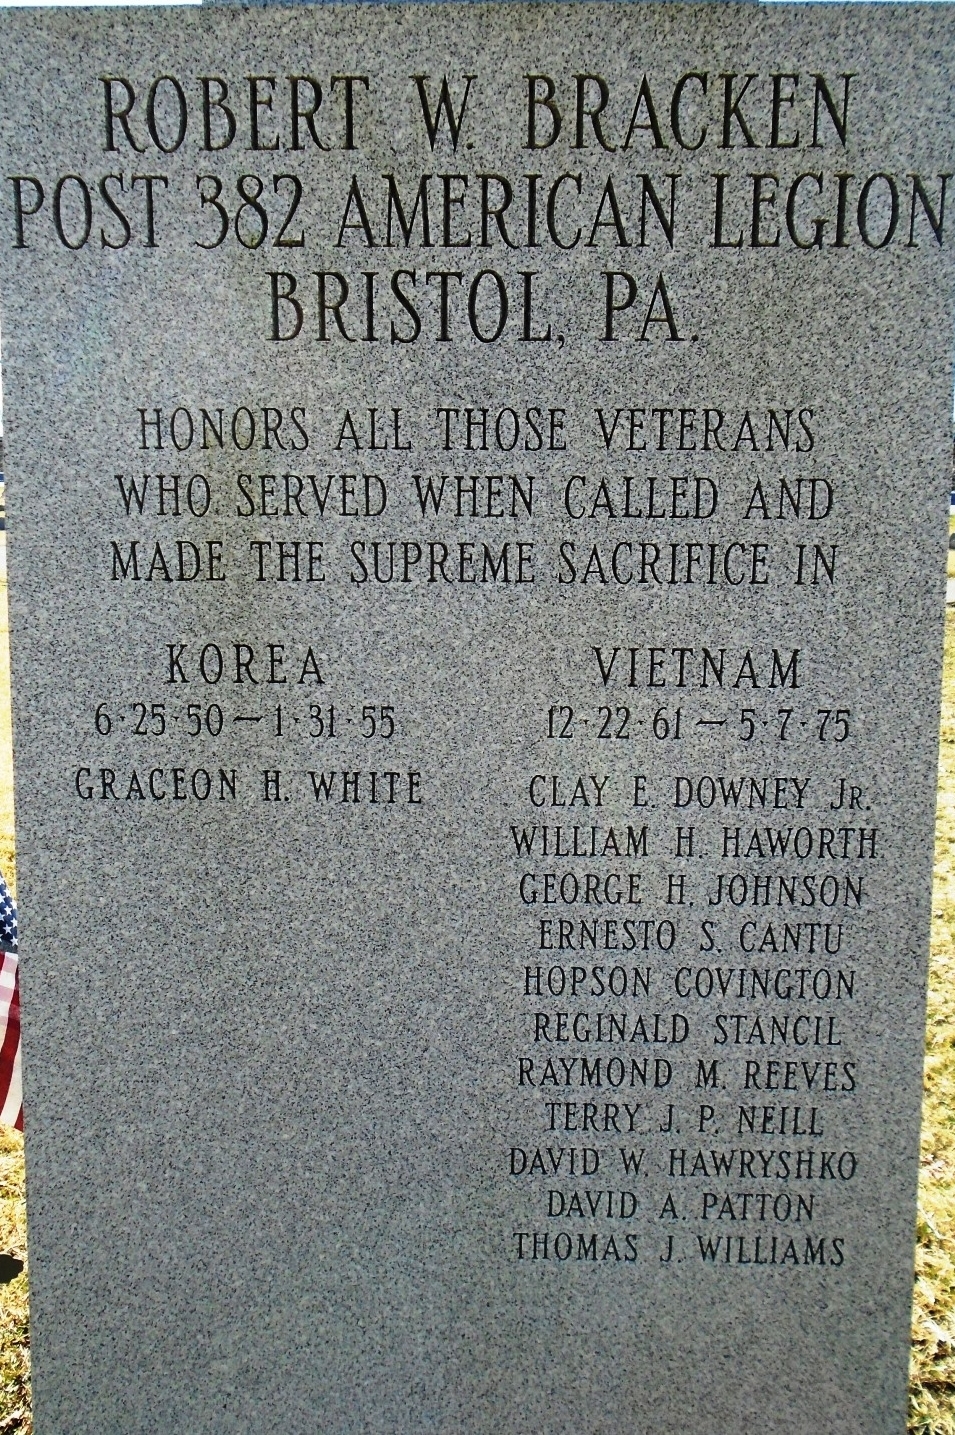 ROBERT W. BRACKEN
POST 382 AMERICAN LEGION
BRISTOL, PA.
HONORS ALL THOSE VETERANS
WHO SERVED WHEN CALLED AND
MADE THE SUPREME SACRIFICE IN
KOREA
6·25·50 — 1·31·55
GRACEON H. WHITE
VIETNAM
12·22·61 — 5·7·75
CLAY E. DOWNEY JR.
WILLIAM H. HAWORTH
GEORGE H. JOHNSON
ERNESTO S. CANTU
HOPSON COVINGTON
REGINALD STANCIL
RAYMOND M. REEVES
TERRY J. P. NEILL
DAVID W. HAWRYSHKO
DAVID A. PATTON
THOMAS J. WILLIAMS